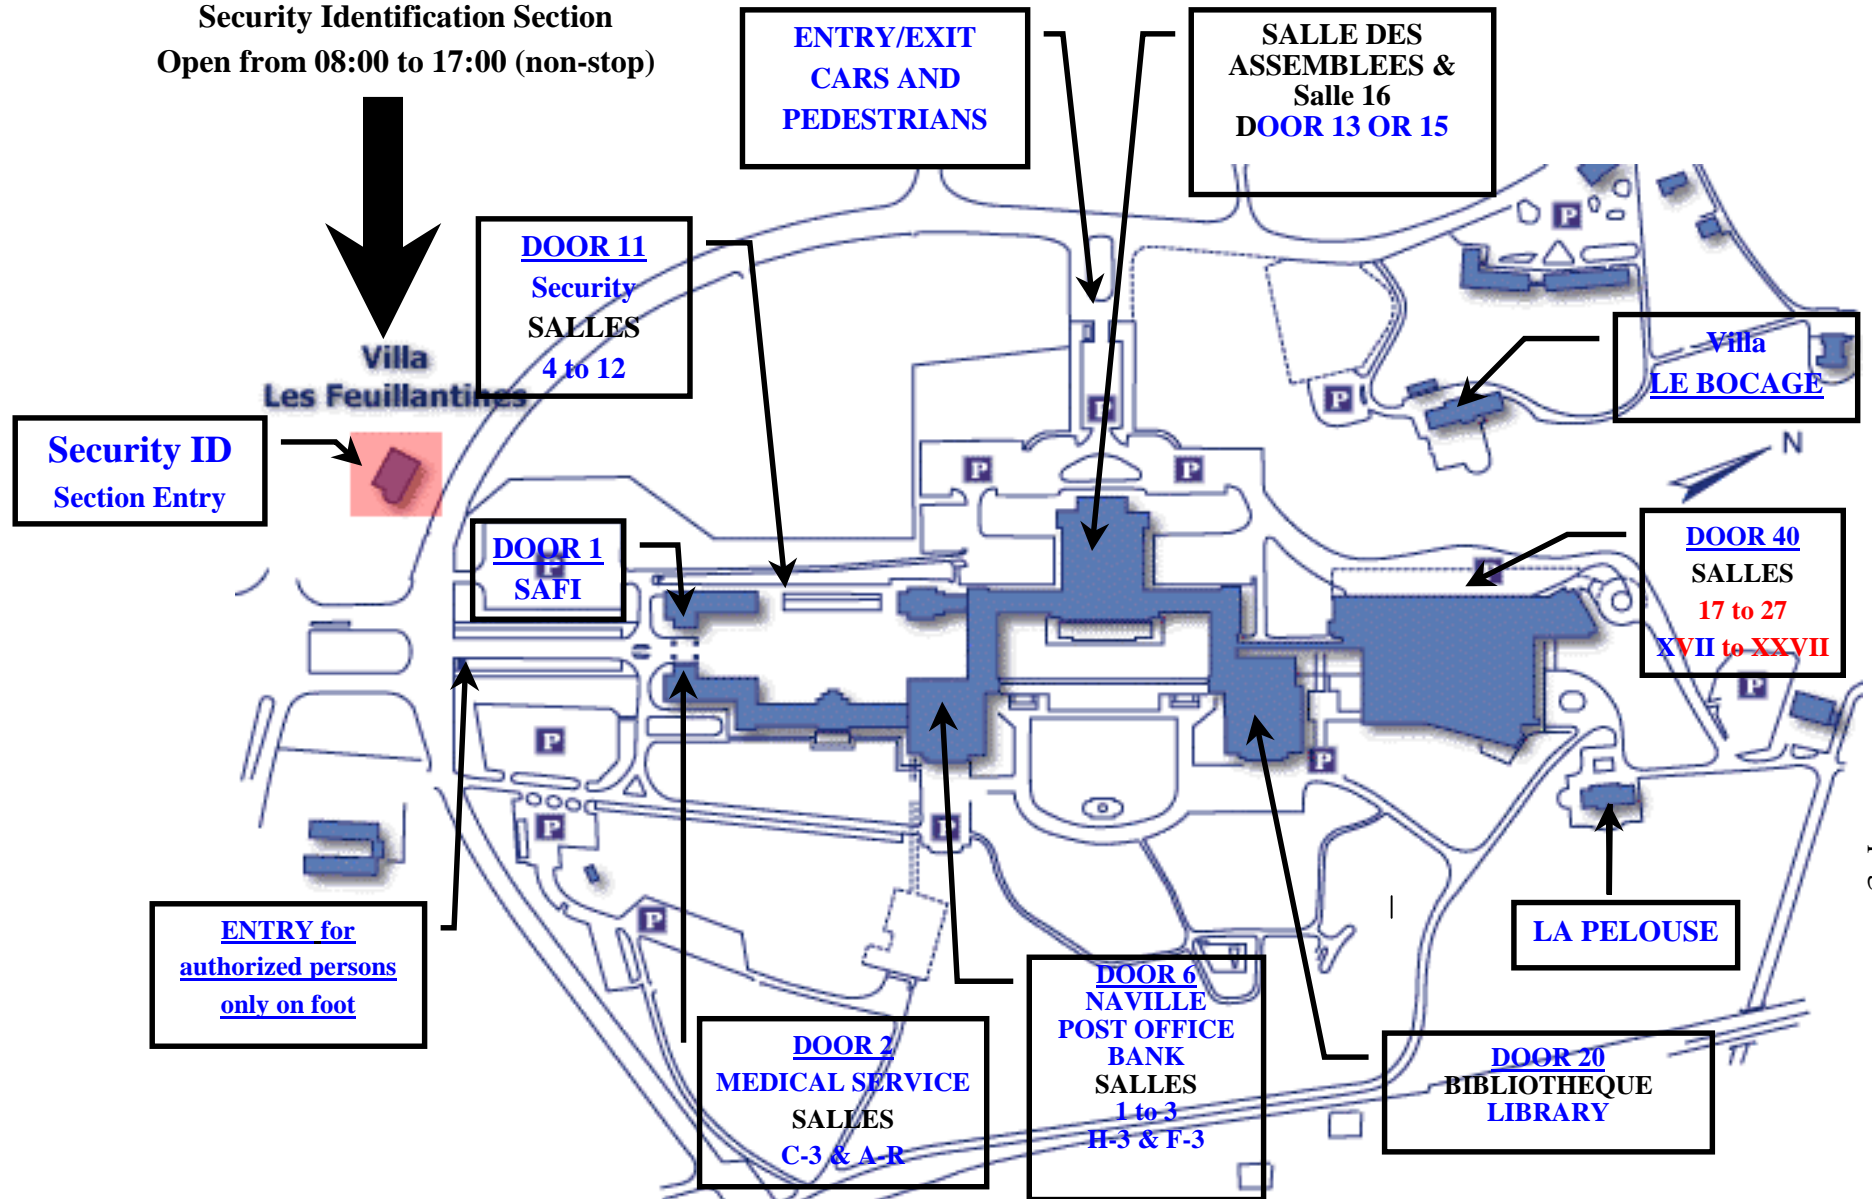 Security Identification Section
Open from 08:00 to 17:00 (non-stop)
ENTRY/EXIT
CARS AND
PEDESTRIANS
SALLE DES
ASSEMBLEES &
Salle 16
DOOR 13 OR 15
DOOR 11
Security
SALLES
4 to 12
Villa
Les Feuillantines
Security ID
Section Entry
Villa
LE BOCAGE
N
DOOR 1
SAFI
DOOR 40
SALLES
17 to 27
XVII to XXVII
P
P
P
P
P
P
P
P
P
P
P
P
P
P
ENTRY for
authorized persons
only on foot
LA PELOUSE
DOOR 2
MEDICAL SERVICE
SALLES
C-3 & A-R
DOOR 6
NAVILLE
POST OFFICE
BANK
SALLES
1 to 3
H-3 & F-3
DOOR 20
BIBLIOTHEQUE
LIBRARY